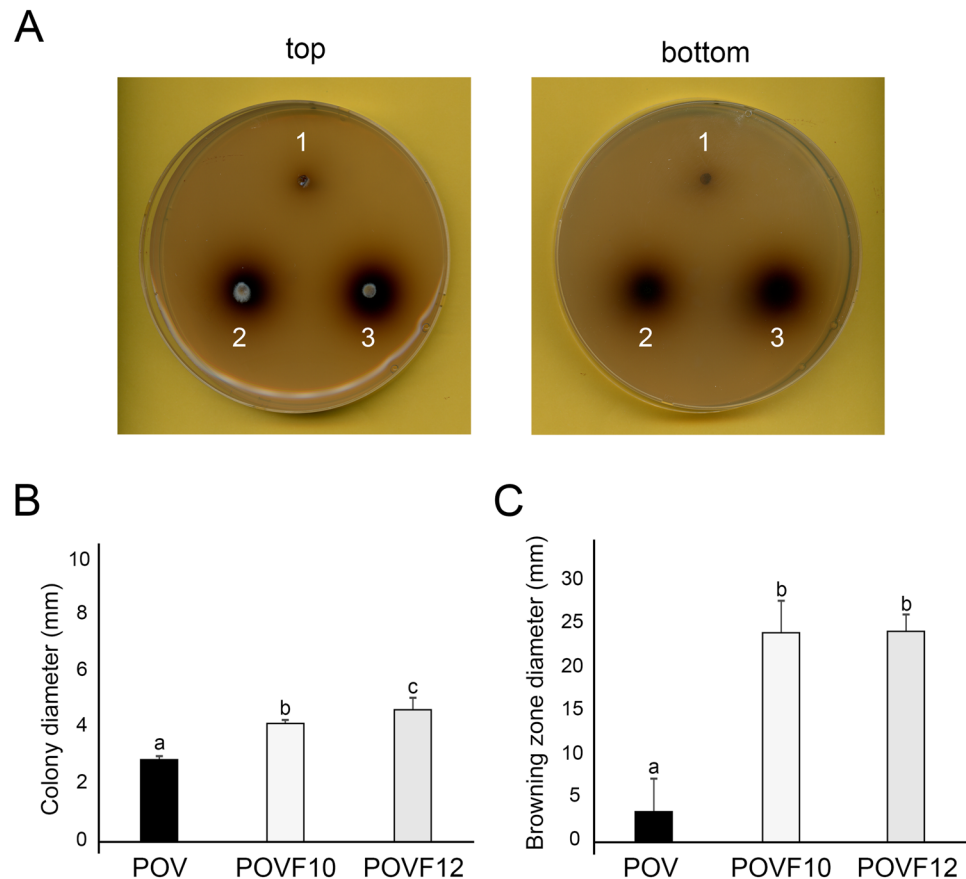 A
top
bottom
1
2
3
1
2
3
B
Colony diameter (mm)
10
8
6
4
2
0
a
b
c
POV
POVF10
POVF12
C
Browning zone diameter (mm)
30
25
20
15
10
5
0
a
b
b
POV
POVF10
POVF12